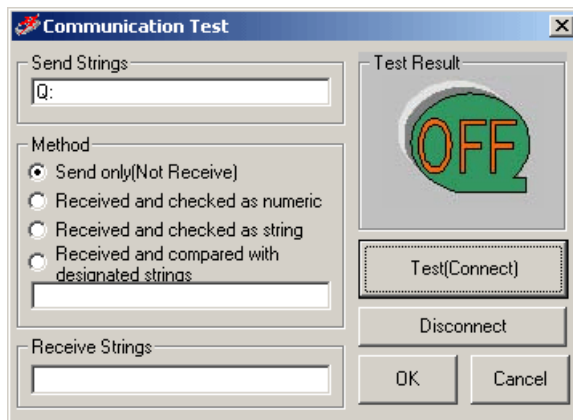 Communication Test
Send Strings
Q:
Method
Send only(Not Receive)
Received and checked as numeric
Received and checked as string
Received and compared with
designated strings
Receive Strings
Test Result
OFF
Test(Connect)
Disconnect
OK
Cancel